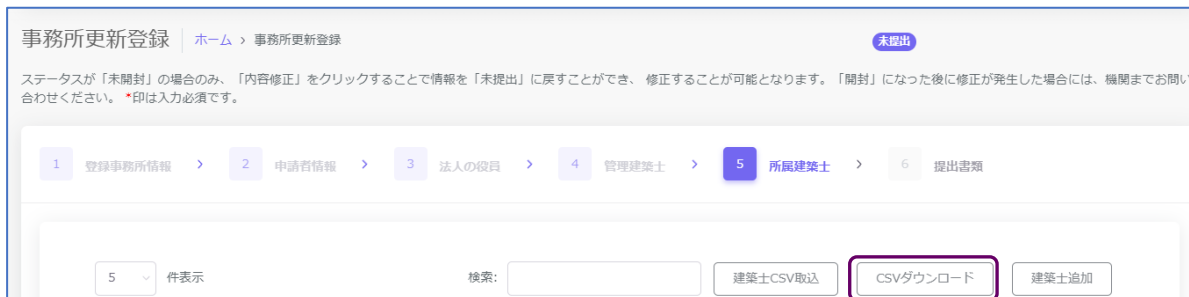 事務所更新登録 ホーム > 事務所更新登録 未提出
ステータスが「未開封」の場合のみ、「内容修正」をクリックすることで情報を「未提出」に戻すことができ、 修正することが可能となります。「開封」になった後に修正が発生した場合には、機関までお問い
合わせください。 *印は入力必須です。
1 登録事務所情報 > 2 申請者情報 > 3 法人の役員 > 4 管理建築士 > 5 所属建築士 > 6 提出書類
5 件表示 検索: 建築士CSV取込 CSVダウンロード 建築士追加